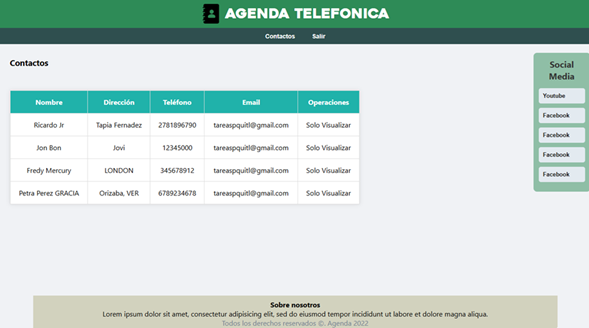 AGENDA TELEFONICA
Contactos Salir
Contactos
Nombre Dirección Teléfono Email Operaciones
Ricardo Jr Tapia Fernadez 2781896790 tareaspquitl@gmail.com Solo Visualizar
Jon Bon Jovi 12345000 tareaspquitl@gmail.com Solo Visualizar
Fredy Mercury LONDON 345678912 tareaspquitl@gmail.com Solo Visualizar
Petra Perez GRACIA Orizaba, VER 6789234678 tareaspquitl@gmail.com Solo Visualizar
Social
Media
Youtube
Facebook
Facebook
Facebook
Facebook
Sobre nosotros
Lorem ipsum dolor sit amet, consectetur adipisicing elit, sed do eiusmod tempor incididunt ut labore et dolore magna aliqua.
Todos los derechos reservados ©. Agenda 2022